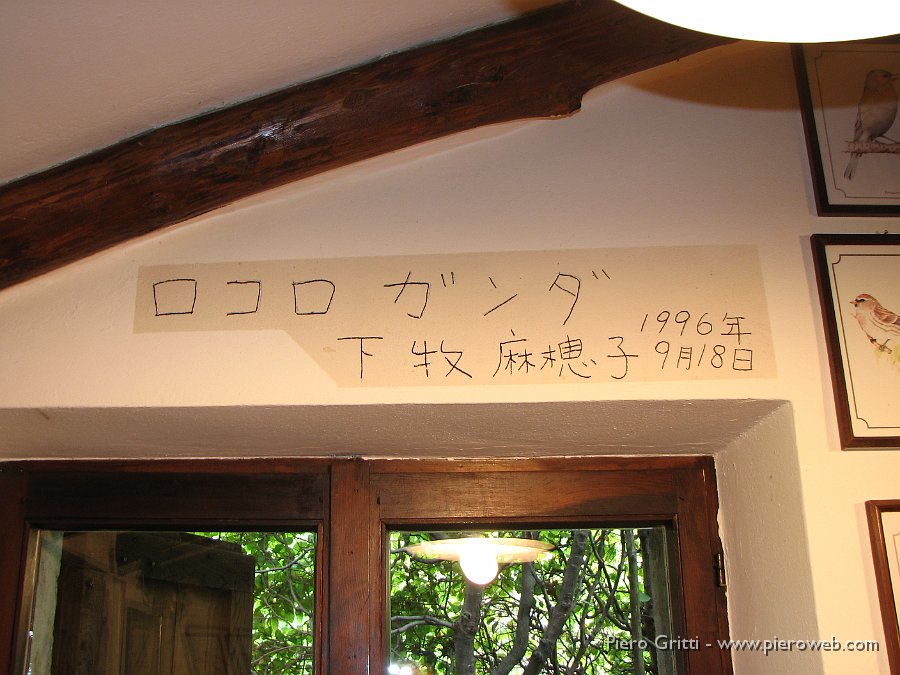 ロコロ ガンダ
下 牧 麻穂子
1996年
9月18日
Piero Gritti - www.pieroweb.com